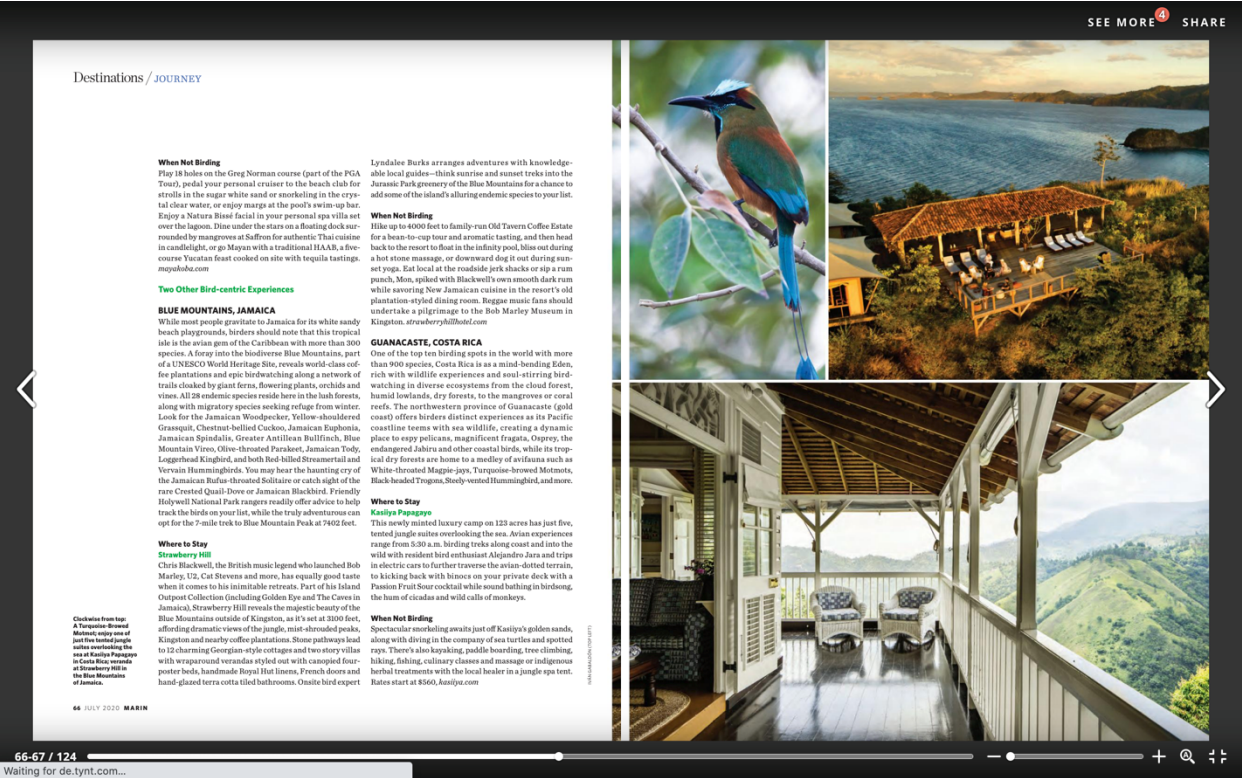 SEE MORE 4 SHARE
Destinations / JOURNEY
When Not Birding
Play 18 holes on the Greg Norman course (part of the PGA
Tour), pedal your personal cruiser to the beach club for
strolls in the sugar white sand or snorkeling in the crys-
tal clear water, or enjoy margs at the pool's swim-up bar.
Enjoy a Natura Bissé facial in your personal spa villa set
over the lagoon. Dine under the stars on a floating dock sur-
rounded by mangroves at Saffron for authentic Thai cuisine
in candlelight, or go Mayan with a traditional HAAB, a five-
course Yucatan feast cooked on site with tequila tastings.
mayakoba.com
Two Other Bird-centric Experiences
BLUE MOUNTAINS, JAMAICA
While most people gravitate to Jamaica for its white sandy
beach playgrounds, birders should note that this tropical
isle is the avian gem of the Caribbean with more than 300
species. A foray into the biodiverse Blue Mountains, part
of a UNESCO World Heritage Site, reveals world-class cof-
fee plantations and epic birdwatching along a network of
trails cloaked by giant ferns, flowering plants, orchids and
vines. All 28 endemic species reside here in the lush forests,
along with migratory species seeking refuge from winter.
Look for the Jamaican Woodpecker, Yellow-shouldered
Grassquit, Chestnut-bellied Cuckoo, Jamaican Euphonia,
Jamaican Spindalis, Greater Antillean Bullfinch, Blue
Mountain Vireo, Olive-throated Parakeet, Jamaican Tody,
Loggerhead Kingbird, and both Red-billed Streamertail and
Vervain Hummingbirds. You may hear the haunting cry of
the Jamaican Rufus-throated Solitaire or catch sight of the
rare Crested Quail-Dove or Jamaican Blackbird. Friendly
Holywell National Park rangers readily offer advice to help
track the birds on your list, while the truly adventurous can
opt for the 7-mile trek to Blue Mountain Peak at 7402 feet.
Where to Stay
Strawberry Hill
Chris Blackwell, the British music legend who launched Bob
Marley, U2, Cat Stevens and more, has equally good taste
when it comes to his inimitable retreats. Part of his Island
Outpost Collection (including Golden Eye and The Caves in
Jamaica), Strawberry Hill reveals the majestic beauty of the
Blue Mountains outside of Kingston, as it's set at 3100 feet,
affording dramatic views of the jungle, mist-shrouded peaks,
Kingston and nearby coffee plantations. Stone pathways lead
to 12 charming Georgian-style cottages and two story villas
with wraparound verandas styled out with canopied four-
poster beds, handmade Royal Hut linens, French doors and
hand-glazed terra cotta tiled bathrooms. Onsite bird expert
Lyndalee Burks arranges adventures with knowledge-
able local guides—think sunrise and sunset treks into the
Jurassic Park greenery of the Blue Mountains for a chance to
add some of the island's alluring endemic species to your list.
When Not Birding
Hike up to 4000 feet to family-run Old Tavern Coffee Estate
for a bean-to-cup tour and aromatic tasting, and then head
back to the resort to float in the infinity pool, bliss out during
a hot stone massage, or downward dog it out during sun-
set yoga. Eat local at the roadside jerk shacks or sip a rum
punch, Mon, spiked with Blackwell's own smooth dark rum
while savoring New Jamaican cuisine in the resort's old
plantation-styled dining room. Reggae music fans should
undertake a pilgrimage to the Bob Marley Museum in
Kingston. strawberryhillhotel.com
GUANACASTE, COSTA RICA
One of the top ten birding spots in the world with more
than 900 species, Costa Rica is as a mind-bending Eden,
rich with wildlife experiences and soul-stirring bird-
watching in diverse ecosystems from the cloud forest,
humid lowlands, dry forests, to the mangroves or coral
reefs. The northwestern province of Guanacaste (gold
coast) offers birders distinct experiences as its Pacific
coastline teems with sea wildlife, creating a dynamic
place to espy pelicans, magnificent fragata, Osprey, the
endangered Jabiru and other coastal birds, while its trop-
ical dry forests are home to a medley of avifauna such as
White-throated Magpie-jays, Turquoise-browed Motmots,
Black-headed Trogons, Steely-vented Hummingbird, and more.
Where to Stay
Kasiiya Papagayo
This newly minted luxury camp on 123 acres has just five,
tented jungle suites overlooking the sea. Avian experiences
range from 5:30 a.m. birding treks along coast and into the
wild with resident bird enthusiast Alejandro Jara and trips
in electric cars to further traverse the avian-dotted terrain,
to kicking back with binocs on your private deck with a
Passion Fruit Sour cocktail while sound bathing in birdsong,
the hum of cicadas and wild calls of monkeys.
When Not Birding
Spectacular snorkeling awaits just off Kasiiya's golden sands,
along with diving in the company of sea turtles and spotted
rays. There's also kayaking, paddle boarding, tree climbing,
hiking, fishing, culinary classes and massage or indigenous
herbal treatments with the local healer in a jungle spa tent.
Rates start at $560, kasiiya.com
Clockwise from top:
A Turquoise-Browed
Motmot; enjoy one of
just five tented jungle
suites overlooking the
sea at Kasiiya Papagayo
in Costa Rica; veranda
at Strawberry Hill in
the Blue Mountains
of Jamaica.
66 JULY 2020 MARIN
66-67 / 124
Waiting for de.tynt.com...